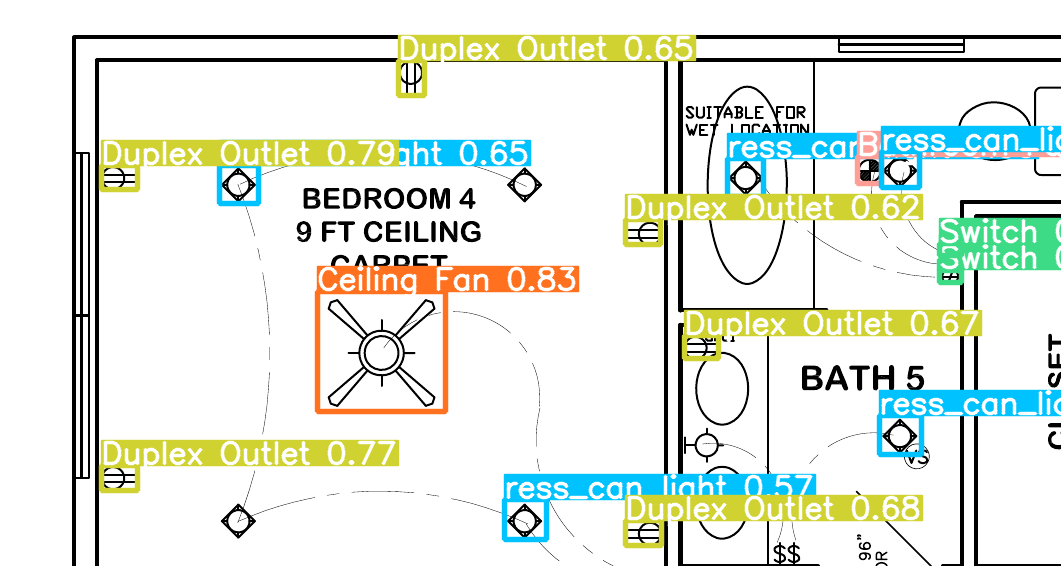 Duplex Outlet 0.65
SUITABLE FOR
WET LOCATION
Duplex Outlet 0.79
ght 0.65
ress_car
B
ress_can_li
BEDROOM 4
9 FT CEILING
CARPET
Duplex Outlet 0.62
Switch 0
Switch 0
Ceiling Fan 0.83
Duplex Outlet 0.67
BATH 5
ress_can_li
VS
Duplex Outlet 0.77
ress_can_light 0.57
Duplex Outlet 0.68
$$
96"